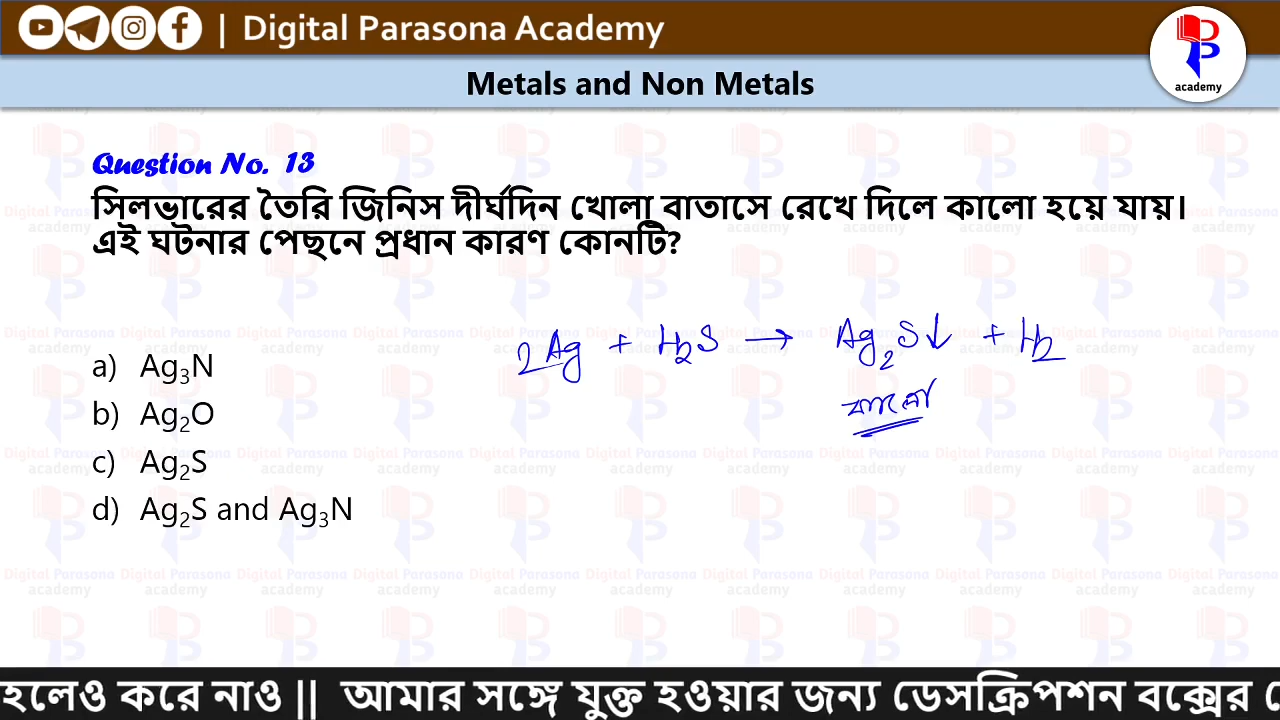 | Digital Parasona Academy
academy
Metals and Non Metals
Question No. 13
সিলভারের তৈরি জিনিস দীর্ঘদিন খোলা বাতাসে রেখে দিলে কালো হয়ে যায়।
এই ঘটনার পেছনে প্রধান কারণ কোনটি?
2Ag + H₂S → Ag₂S↓ + H₂
কালো
a) Ag₃N
b) Ag₂O
c) Ag₂S
d) Ag₂S and Ag₃N
হলেও করে নাও || আমার সঙ্গে যুক্ত হওয়ার জন্য ডেসক্রিপশন বক্সের